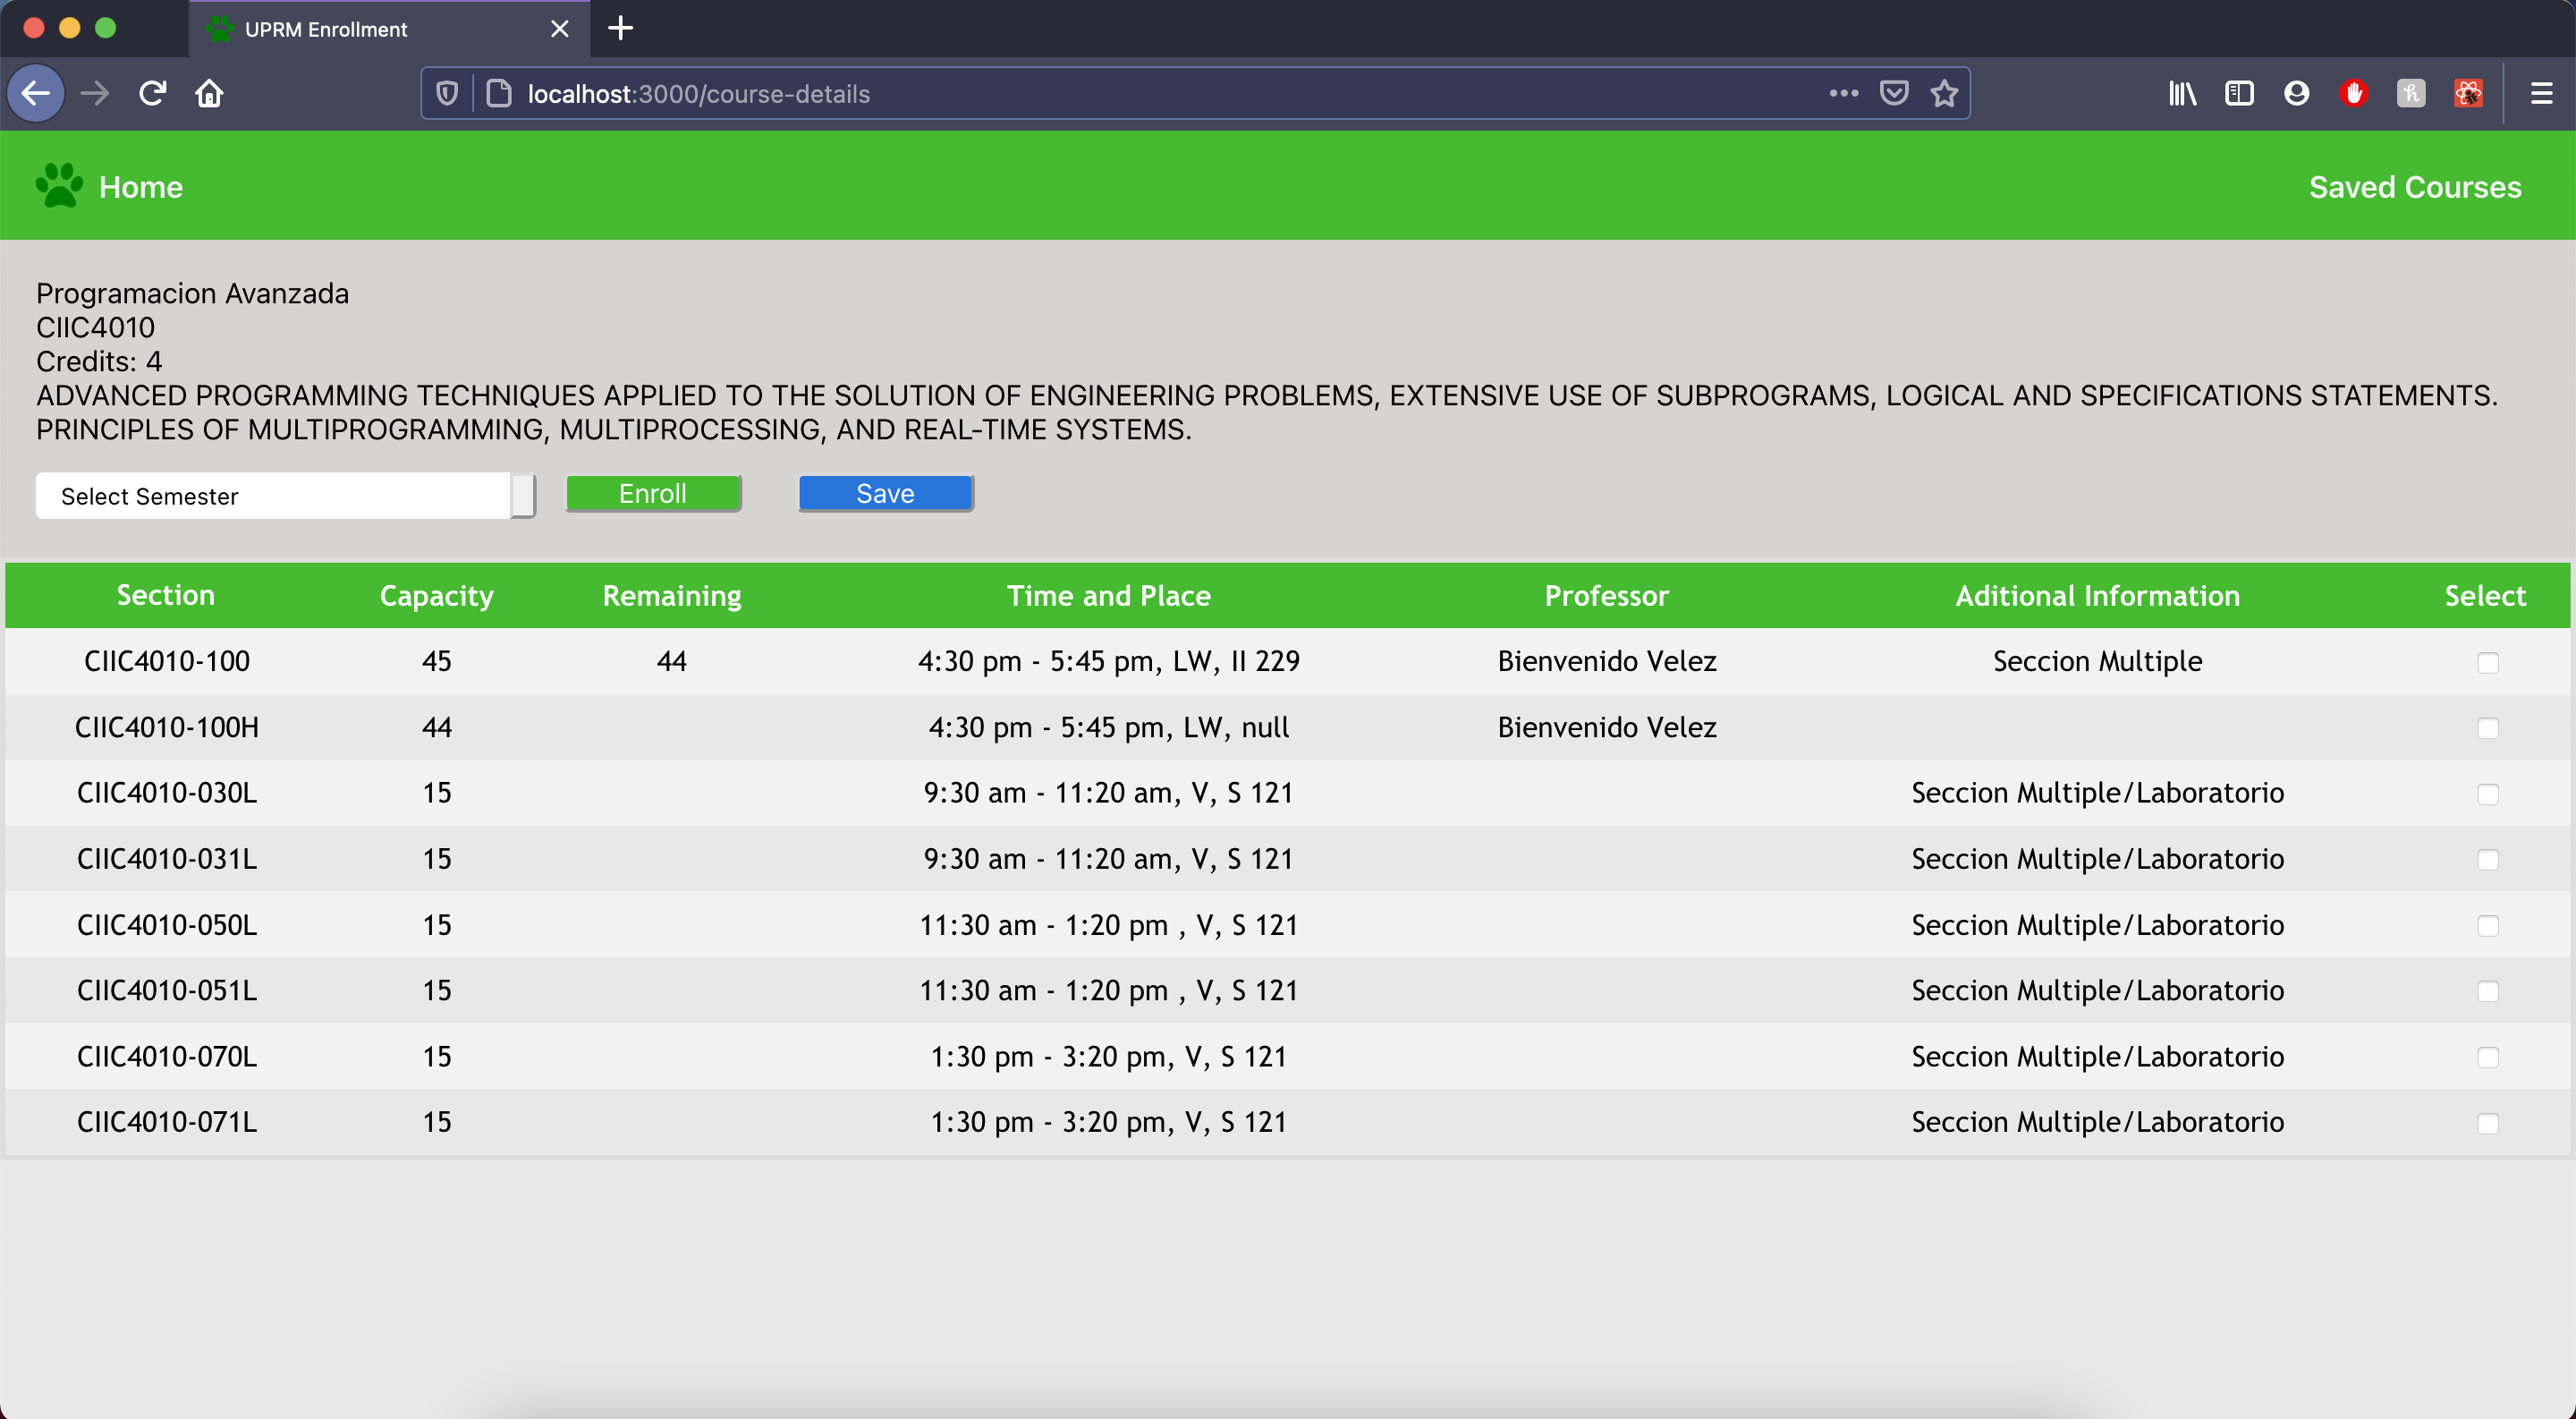 UPRM Enrollment
localhost:3000/course-details
Home Saved Courses
Programacion Avanzada
CIIC4010
Credits: 4
ADVANCED PROGRAMMING TECHNIQUES APPLIED TO THE SOLUTION OF ENGINEERING PROBLEMS, EXTENSIVE USE OF SUBPROGRAMS, LOGICAL AND SPECIFICATIONS STATEMENTS.
PRINCIPLES OF MULTIPROGRAMMING, MULTIPROCESSING, AND REAL-TIME SYSTEMS.
Select Semester Enroll Save
Section Capacity Remaining Time and Place Professor Aditional Information Select
CIIC4010-100 45 44 4:30 pm - 5:45 pm, LW, II 229 Bienvenido Velez Seccion Multiple
CIIC4010-100H 44 4:30 pm - 5:45 pm, LW, null Bienvenido Velez
CIIC4010-030L 15 9:30 am - 11:20 am, V, S 121 Seccion Multiple/Laboratorio
CIIC4010-031L 15 9:30 am - 11:20 am, V, S 121 Seccion Multiple/Laboratorio
CIIC4010-050L 15 11:30 am - 1:20 pm , V, S 121 Seccion Multiple/Laboratorio
CIIC4010-051L 15 11:30 am - 1:20 pm , V, S 121 Seccion Multiple/Laboratorio
CIIC4010-070L 15 1:30 pm - 3:20 pm, V, S 121 Seccion Multiple/Laboratorio
CIIC4010-071L 15 1:30 pm - 3:20 pm, V, S 121 Seccion Multiple/Laboratorio